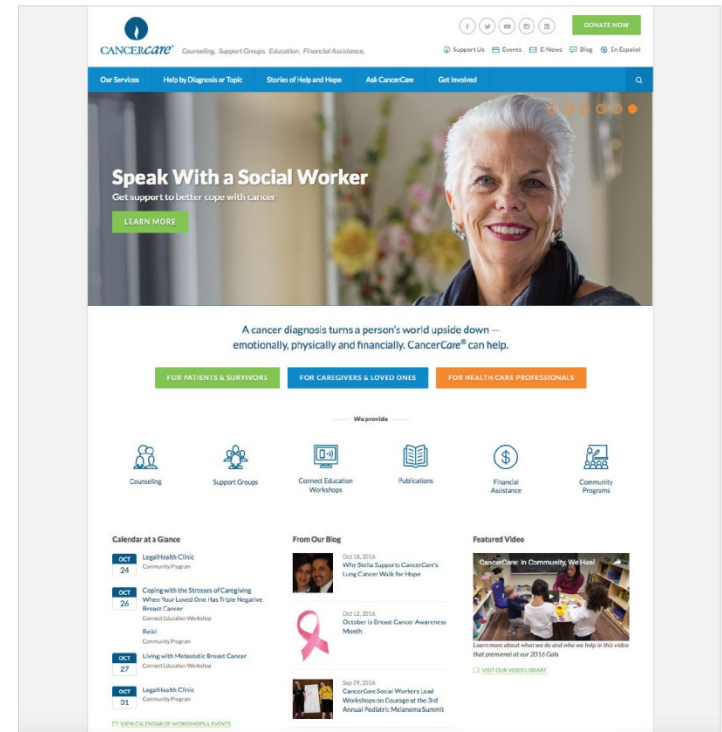 DONATE NOW
CANCERcare® Counseling. Support Groups. Education. Financial Assistance.
Support Us Events E-News Blog En Español
Our Services Help by Diagnosis or Topic Stories of Help and Hope Ask CancerCare Get Involved
Speak With a Social Worker
Get support to better cope with cancer
LEARN MORE
A cancer diagnosis turns a person's world upside down —
emotionally, physically and financially. CancerCare® can help.
FOR PATIENTS & SURVIVORS FOR CAREGIVERS & LOVED ONES FOR HEALTH CARE PROFESSIONALS
We provide
Counseling
Support Groups
Connect Education
Workshops
Publications
Financial
Assistance
Community
Programs
Calendar at a Glance
OCT
24
LegalHealth Clinic
Community Program
OCT
26
Coping with the Stresses of Caregiving
When Your Loved One Has Triple Negative
Breast Cancer
Connect Education Workshop
Reiki
Community Program
OCT
27
Living with Metastatic Breast Cancer
Connect Education Workshop
OCT
31
LegalHealth Clinic
Community Program
VIEW CALENDAR OF WORKSHOPS & EVENTS
From Our Blog
Oct 18, 2016
Why Stella Supports CancerCare's
Lung Cancer Walk for Hope
Oct 12, 2016
October is Breast Cancer Awareness
Month
Sep 29, 2016
CancerCare Social Workers Lead
Workshops on Courage at the 3rd
Annual Pediatric Melanoma Summit
Featured Video
CancerCare: In Community, We Heal
Learn more about what we do and who we help in this video
that premiered at our 2016 Gala
VISIT OUR VIDEO LIBRARY